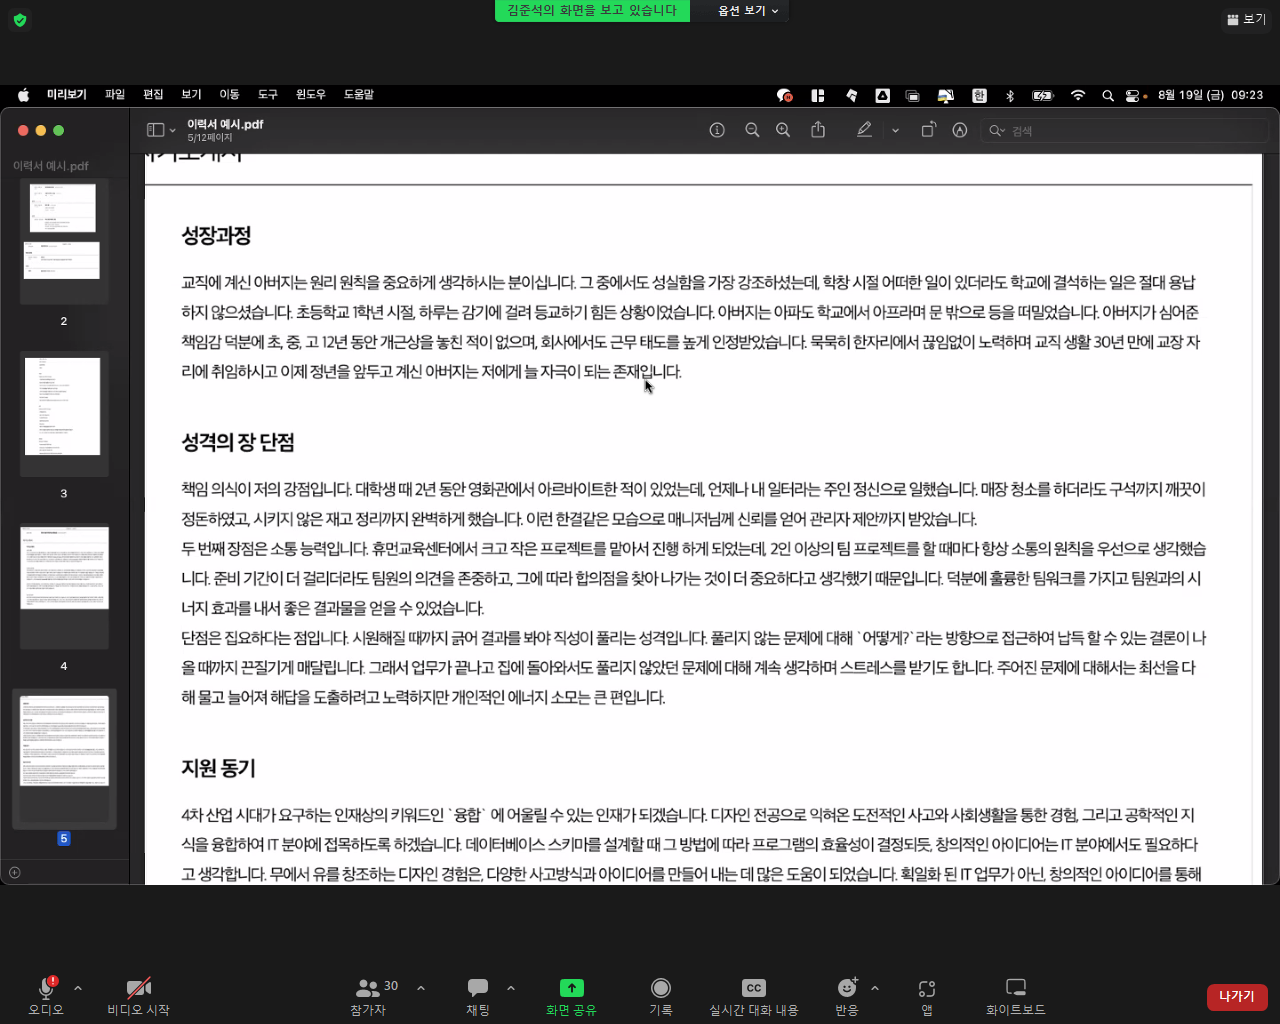 김준석의 화면을 보고 있습니다
옵션 보기
보기
미리보기 파일 편집 보기 이동 도구 윈도우 도움말
한
8월 19일 (금) 09:23
이력서 예시.pdf
5/12페이지
검색
이력서 예시.pdf
2
3
4
5
성장과정
교직에 계신 아버지는 원리 원칙을 중요하게 생각하시는 분이십니다. 그 중에서도 성실함을 가장 강조하셨는데, 학창 시절 어떠한 일이 있더라도 학교에 결석하는 일은 절대 용납
하지 않으셨습니다. 초등학교 1학년 시절, 하루는 감기에 걸려 등교하기 힘든 상황이었습니다. 아버지는 아파도 학교에서 아프라며 문 밖으로 등을 떠밀었습니다. 아버지가 심어준
책임감 덕분에 초, 중, 고 12년 동안 개근상을 놓친 적이 없으며, 회사에서도 근무 태도를 높게 인정받았습니다. 묵묵히 한자리에서 끊임없이 노력하며 교직 생활 30년 만에 교장 자
리에 취임하시고 이제 정년을 앞두고 계신 아버지는 저에게 늘 자극이 되는 존재입니다.
성격의 장 단점
책임 의식이 저의 강점입니다. 대학생 때 2년 동안 영화관에서 아르바이트한 적이 있었는데, 언제나 내 일터라는 주인 정신으로 일했습니다. 매장 청소를 하더라도 구석까지 깨끗이
정돈하였고, 시키지 않은 재고 정리까지 완벽하게 했습니다. 이런 한결같은 모습으로 매니저님께 신뢰를 얻어 관리자 제안까지 받았습니다.
두 번째 장점은 소통 능력입니다. 휴먼교육센터에서 크고 작은 프로젝트를 맡아서 진행 하게 되었는데, 2인 이상의 팀 프로젝트를 할 때마다 항상 소통의 원칙을 우선으로 생각했습
니다. 준비 기간이 더 걸리더라도 팀원의 의견을 존중하고, 그에 따라 합의점을 찾아 나가는 것이 더 중요하다고 생각했기 때문입니다. 덕분에 훌륭한 팀워크를 가지고 팀원과의 시
너지 효과를 내서 좋은 결과물을 얻을 수 있었습니다.
단점은 집요하다는 점입니다. 시원해질 때까지 긁어 결과를 봐야 직성이 풀리는 성격입니다. 풀리지 않는 문제에 대해 `어떻게?` 라는 방향으로 접근하여 납득 할 수 있는 결론이 나
올 때까지 끈질기게 매달립니다. 그래서 업무가 끝나고 집에 돌아와서도 풀리지 않았던 문제에 대해 계속 생각하며 스트레스를 받기도 합니다. 주어진 문제에 대해서는 최선을 다
해 물고 늘어져 해답을 도출하려고 노력하지만 개인적인 에너지 소모는 큰 편입니다.
지원 동기
4차 산업 시대가 요구하는 인재상의 키워드인 `융합` 에 어울릴 수 있는 인재가 되겠습니다. 디자인 전공으로 익혀온 도전적인 사고와 사회생활을 통한 경험, 그리고 공학적인 지
식을 융합하여 IT 분야에 접목하도록 하겠습니다. 데이터베이스 스키마를 설계할 때 그 방법에 따라 프로그램의 효율성이 결정되듯, 창의적인 아이디어는 IT 분야에서도 필요하다
고 생각합니다. 무에서 유를 창조하는 디자인 경험은, 다양한 사고방식과 아이디어를 만들어 내는 데 많은 도움이 되었습니다. 획일화 된 IT 업무가 아닌, 창의적인 아이디어를 통해
오디오 비디오 시작 참가자 30 채팅 화면 공유 기록 CC 실시간 대화 내용 반응 앱 화이트보드 나가기